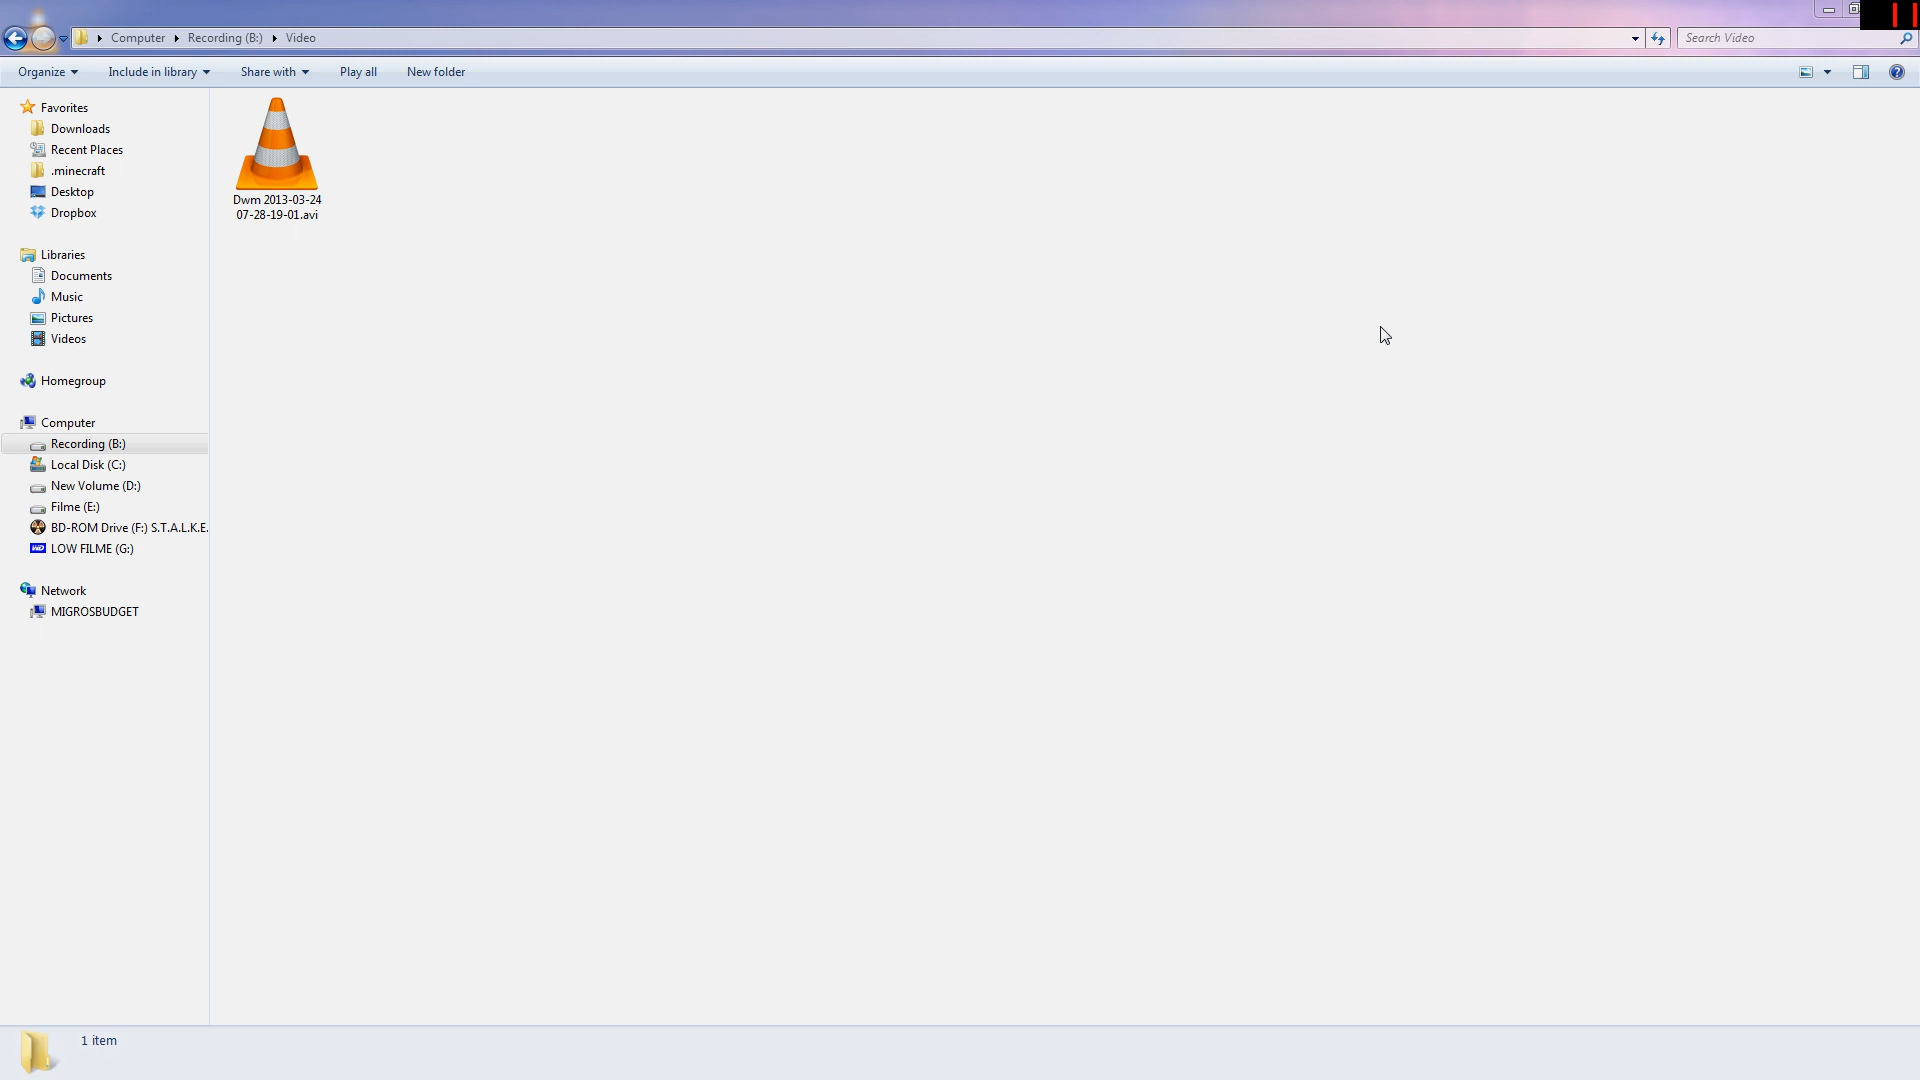 Computer Recording (B:) Video
Search Video
Organize Include in library Share with Play all New folder
Favorites
Downloads
Recent Places
.minecraft
Desktop
Dropbox
Libraries
Documents
Music
Pictures
Videos
Homegroup
Computer
Recording (B:)
Local Disk (C:)
New Volume (D:)
Filme (E:)
BD-ROM Drive (F:) S.T.A.L.K.E.
WD LOW FILME (G:)
Network
MIGROSBUDGET
Dwm 2013-03-24
07-28-19-01.avi
1 item